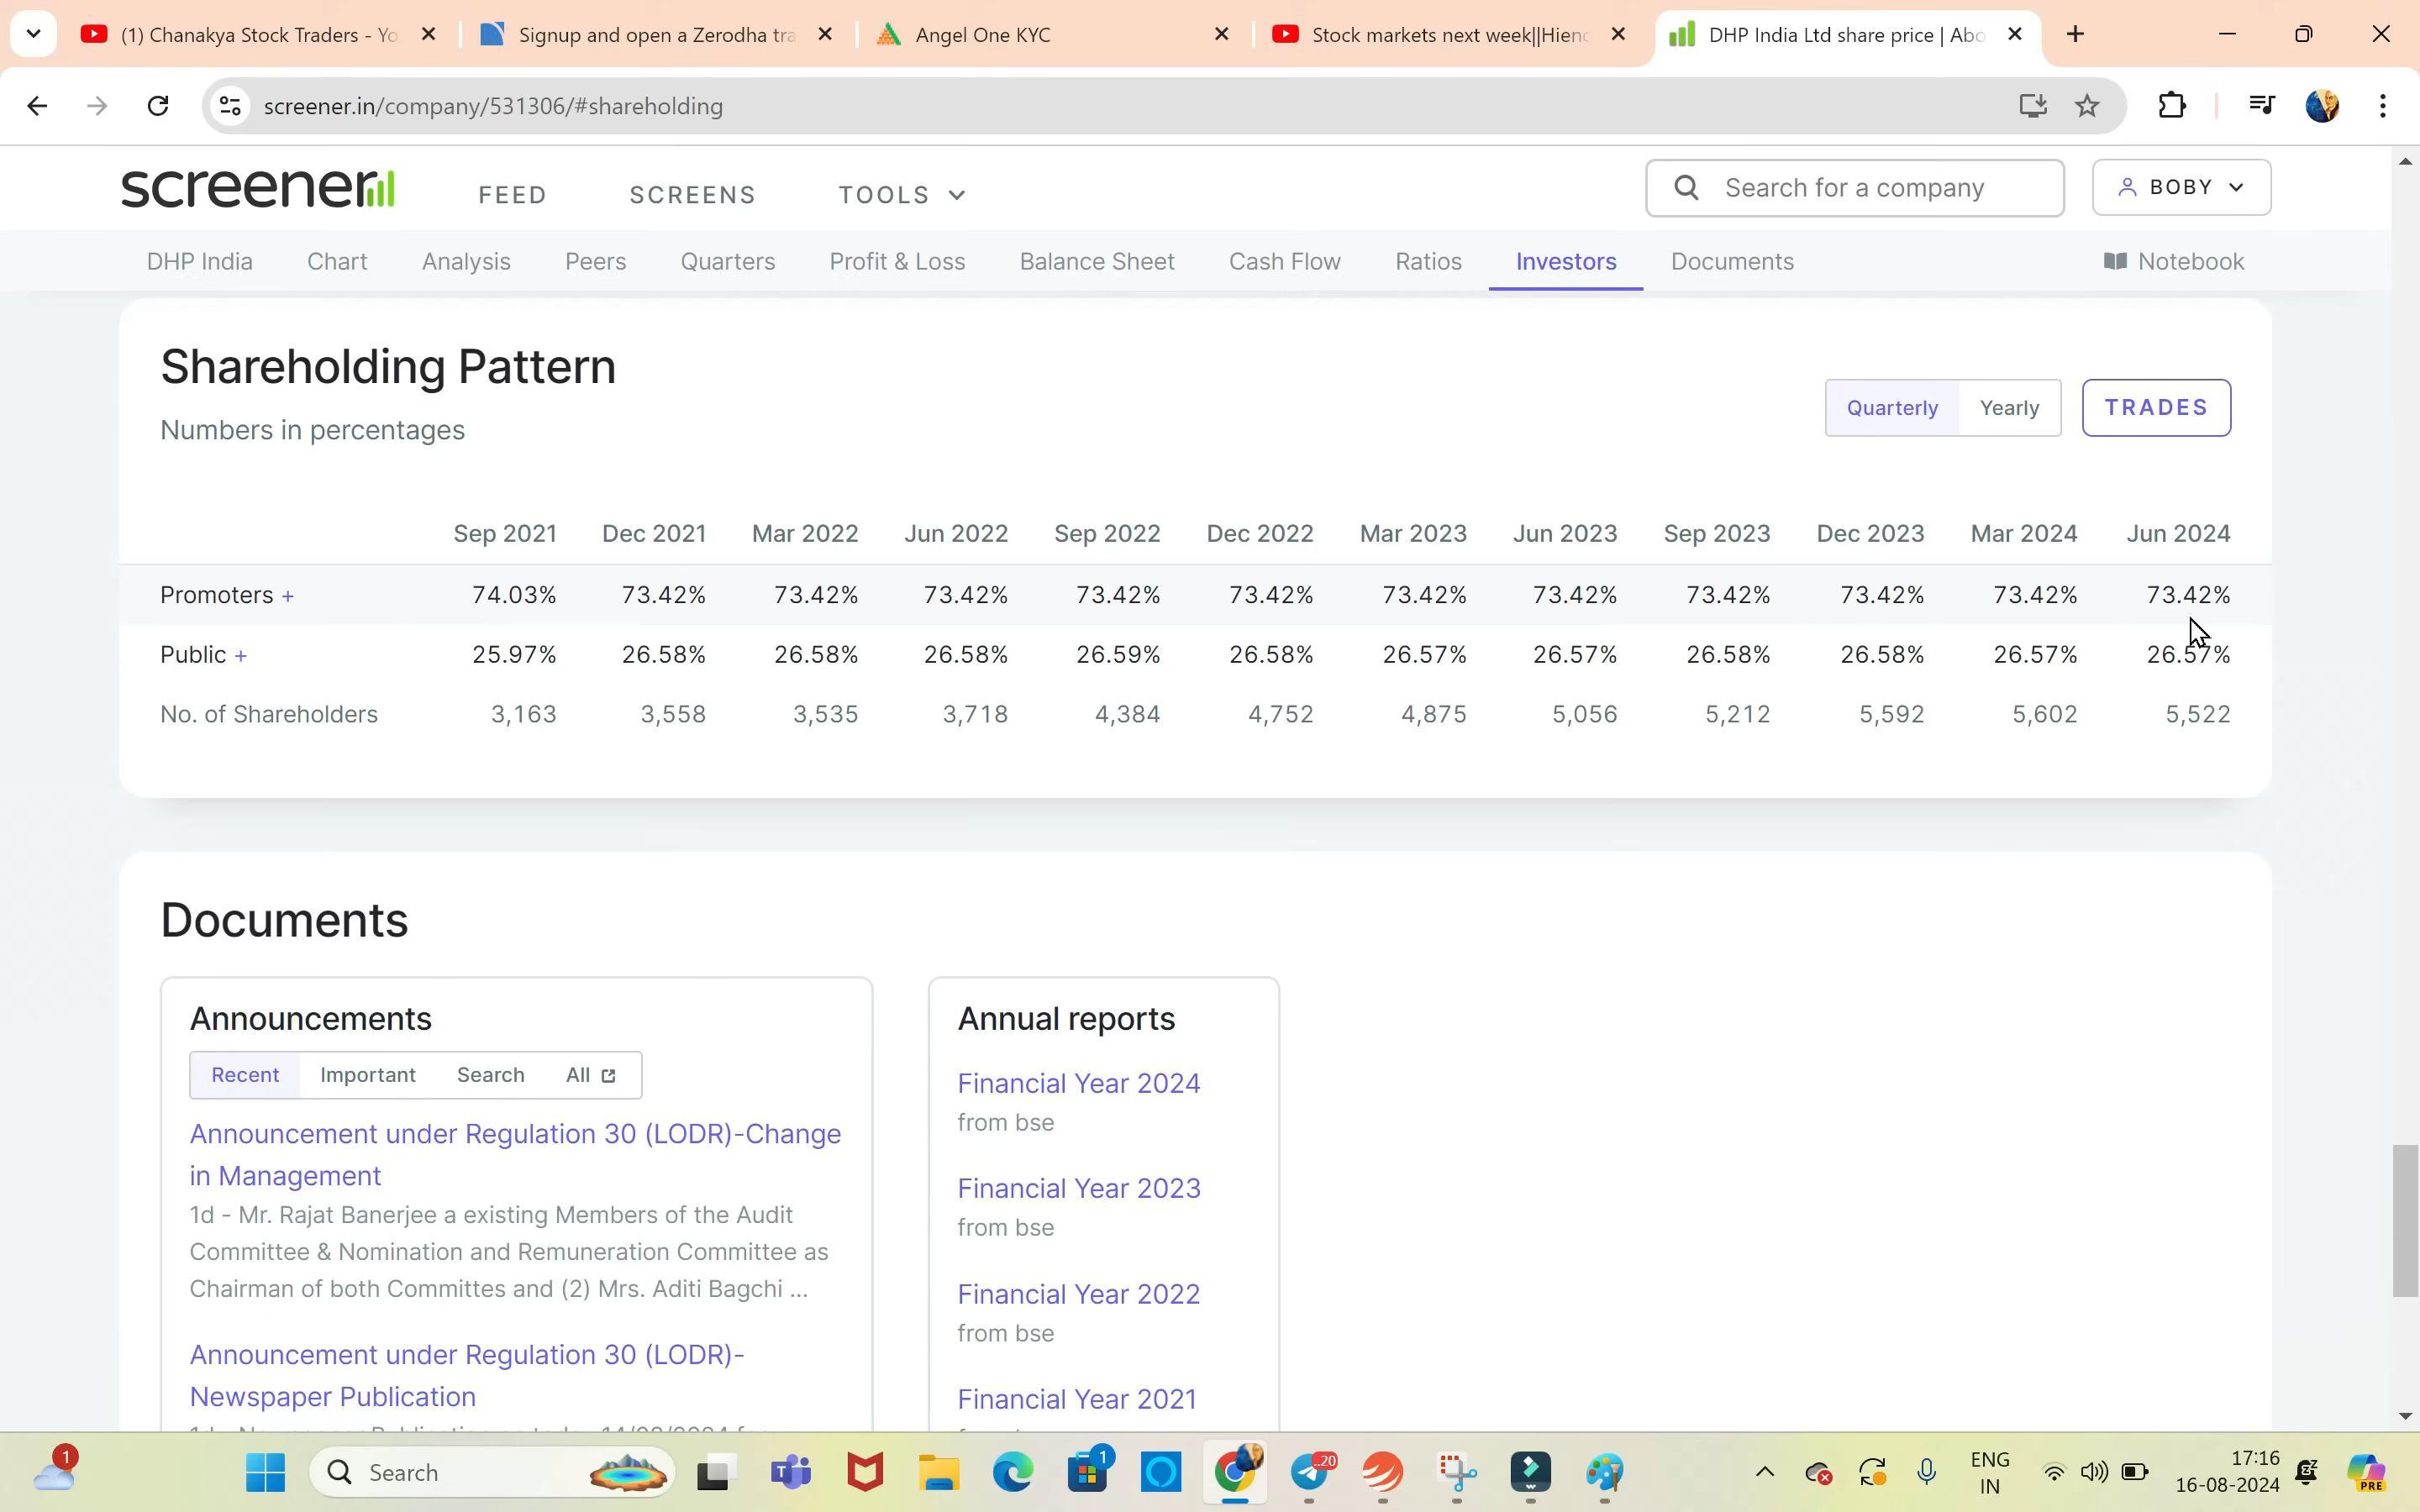 (1) Chanakya Stock Traders - Yo
Signup and open a Zerodha tra
Angel One KYC
Stock markets next week||Hien
DHP India Ltd share price | Abo
screener.in/company/531306/#shareholding
screener
FEED
SCREENS
TOOLS
Search for a company
BOBY
DHP India
Chart
Analysis
Peers
Quarters
Profit & Loss
Balance Sheet
Cash Flow
Ratios
Investors
Documents
Notebook
Shareholding Pattern
Numbers in percentages
Quarterly
Yearly
TRADES
Sep 2021 Dec 2021 Mar 2022 Jun 2022 Sep 2022 Dec 2022 Mar 2023 Jun 2023 Sep 2023 Dec 2023 Mar 2024 Jun 2024
Promoters + 74.03% 73.42% 73.42% 73.42% 73.42% 73.42% 73.42% 73.42% 73.42% 73.42% 73.42% 73.42%
Public + 25.97% 26.58% 26.58% 26.58% 26.59% 26.58% 26.57% 26.57% 26.58% 26.58% 26.57% 26.57%
No. of Shareholders 3,163 3,558 3,535 3,718 4,384 4,752 4,875 5,056 5,212 5,592 5,602 5,522
Documents
Announcements
Recent
Important
Search
All
Announcement under Regulation 30 (LODR)-Change
in Management
1d - Mr. Rajat Banerjee a existing Members of the Audit
Committee & Nomination and Remuneration Committee as
Chairman of both Committes and (2) Mrs. Aditi Bagchi ...
Announcement under Regulation 30 (LODR)-
Newspaper Publication
Annual reports
Financial Year 2024
from bse
Financial Year 2023
from bse
Financial Year 2022
from bse
Financial Year 2021
1
Search
1
20
ENG
IN
17:16
16-08-2024
PRE